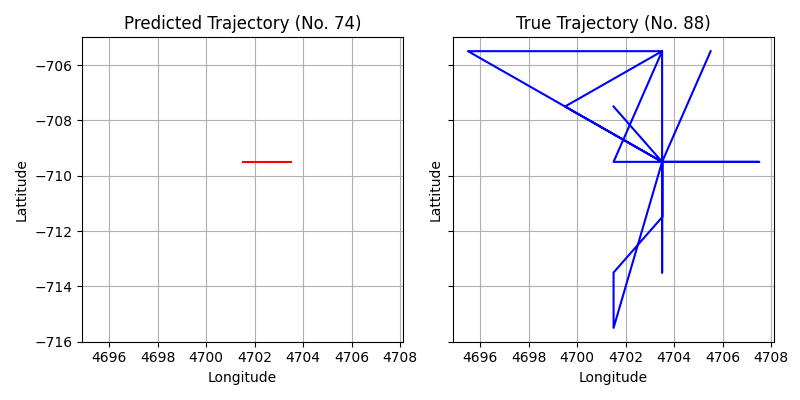 Predicted Trajectory (No. 74)
True Trajectory (No. 88)
Lattitude
−706
−708
−710
−712
−714
−716
4696 4698 4700 4702 4704 4706 4708
Longitude
Lattitude
4696 4698 4700 4702 4704 4706 4708
Longitude